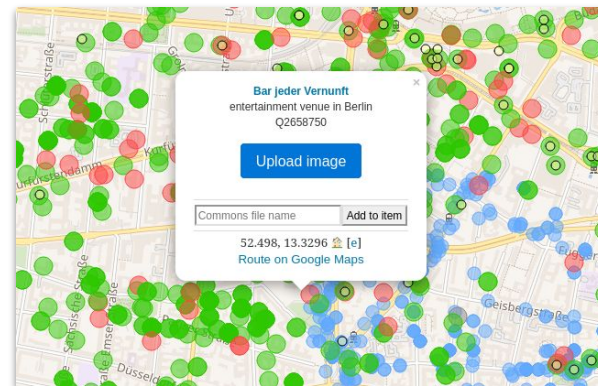 ×
Bar jeder Vernunft
entertainment venue in Berlin
Q2658750
Upload image
Commons file name
Add to item
52.498, 13.3296 [e]
Route on Google Maps
Geisbergstraße
Sächsische Straße
Düsseld